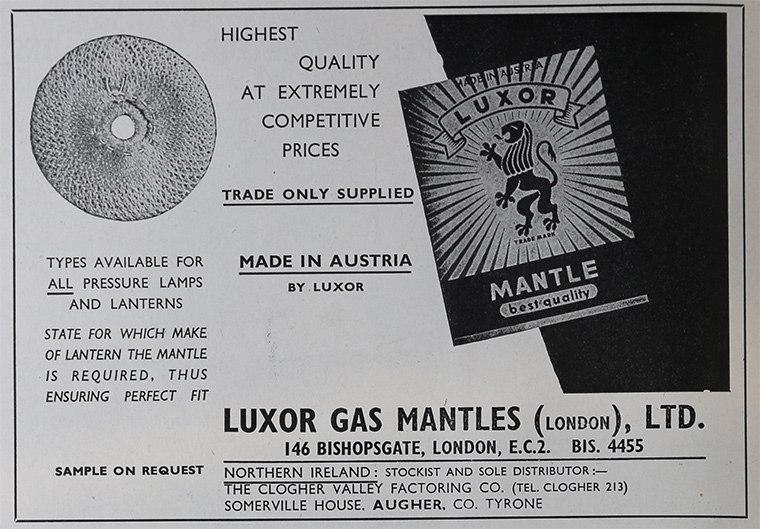 HIGHEST
QUALITY
AT EXTREMELY
COMPETITIVE
PRICES
TRADE ONLY SUPPLIED
MADE IN AUSTRIA
BY LUXOR
TYPES AVAILABLE FOR
ALL PRESSURE LAMPS
AND LANTERNS
STATE FOR WHICH MAKE
OF LANTERN THE MANTLE
IS REQUIRED, THUS
ENSURING PERFECT FIT
SAMPLE ON REQUEST
MADE IN AUSTRIA
LUXOR
TRADE MARK
MANTLE
best quality
LUXOR GAS MANTLES (LONDON), LTD.
146 BISHOPSGATE, LONDON, E.C.2. BIS. 4455
NORTHERN IRELAND: STOCKIST AND SOLE DISTRIBUTOR:—
THE CLOGHER VALLEY FACTORING CO. (TEL. CLOGHER 213)
SOMERVILLE HOUSE, AUGHER, CO. TYRONE